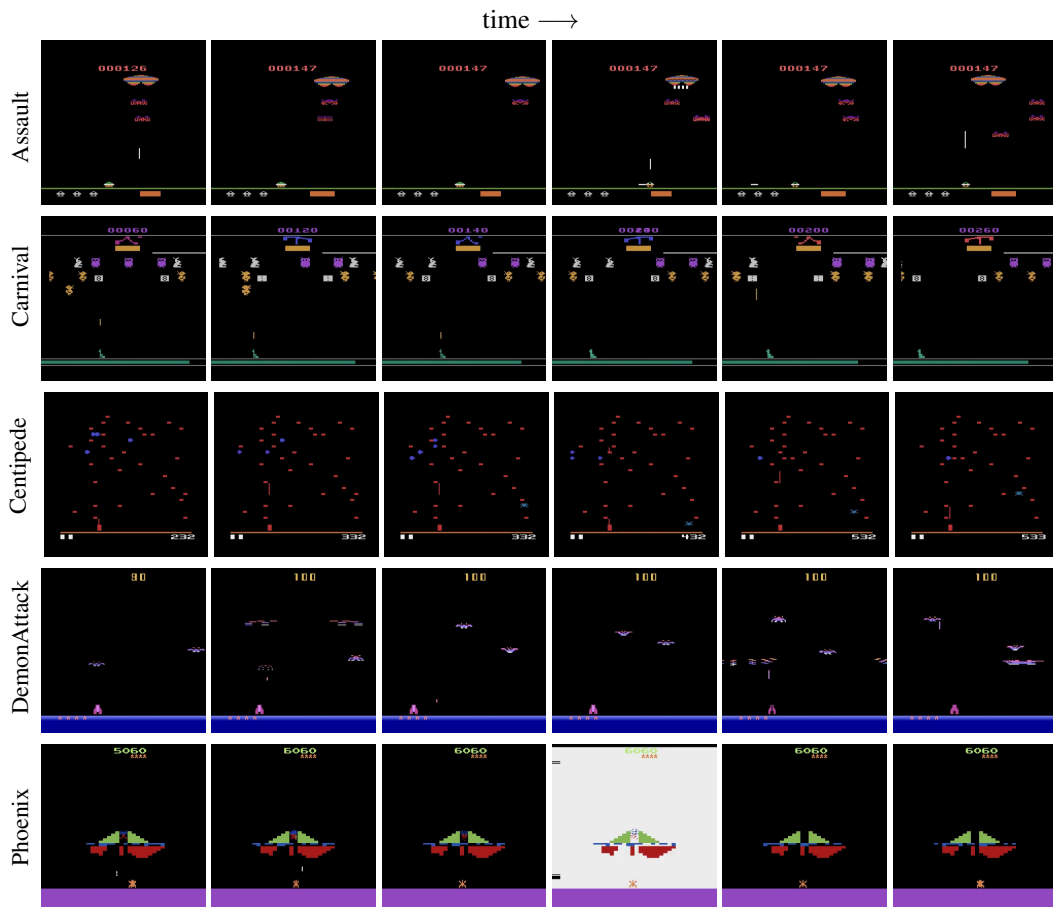 time →
Assault
000126 000147 000147 000147 000147 000147
Carnival
00060 00120 00140 00200 00260
Centipede
232 332 332 432 532 533
DemonAttack
90 100 100 100 100 100
Phoenix
5060 6060 6060 6060 6060 6060